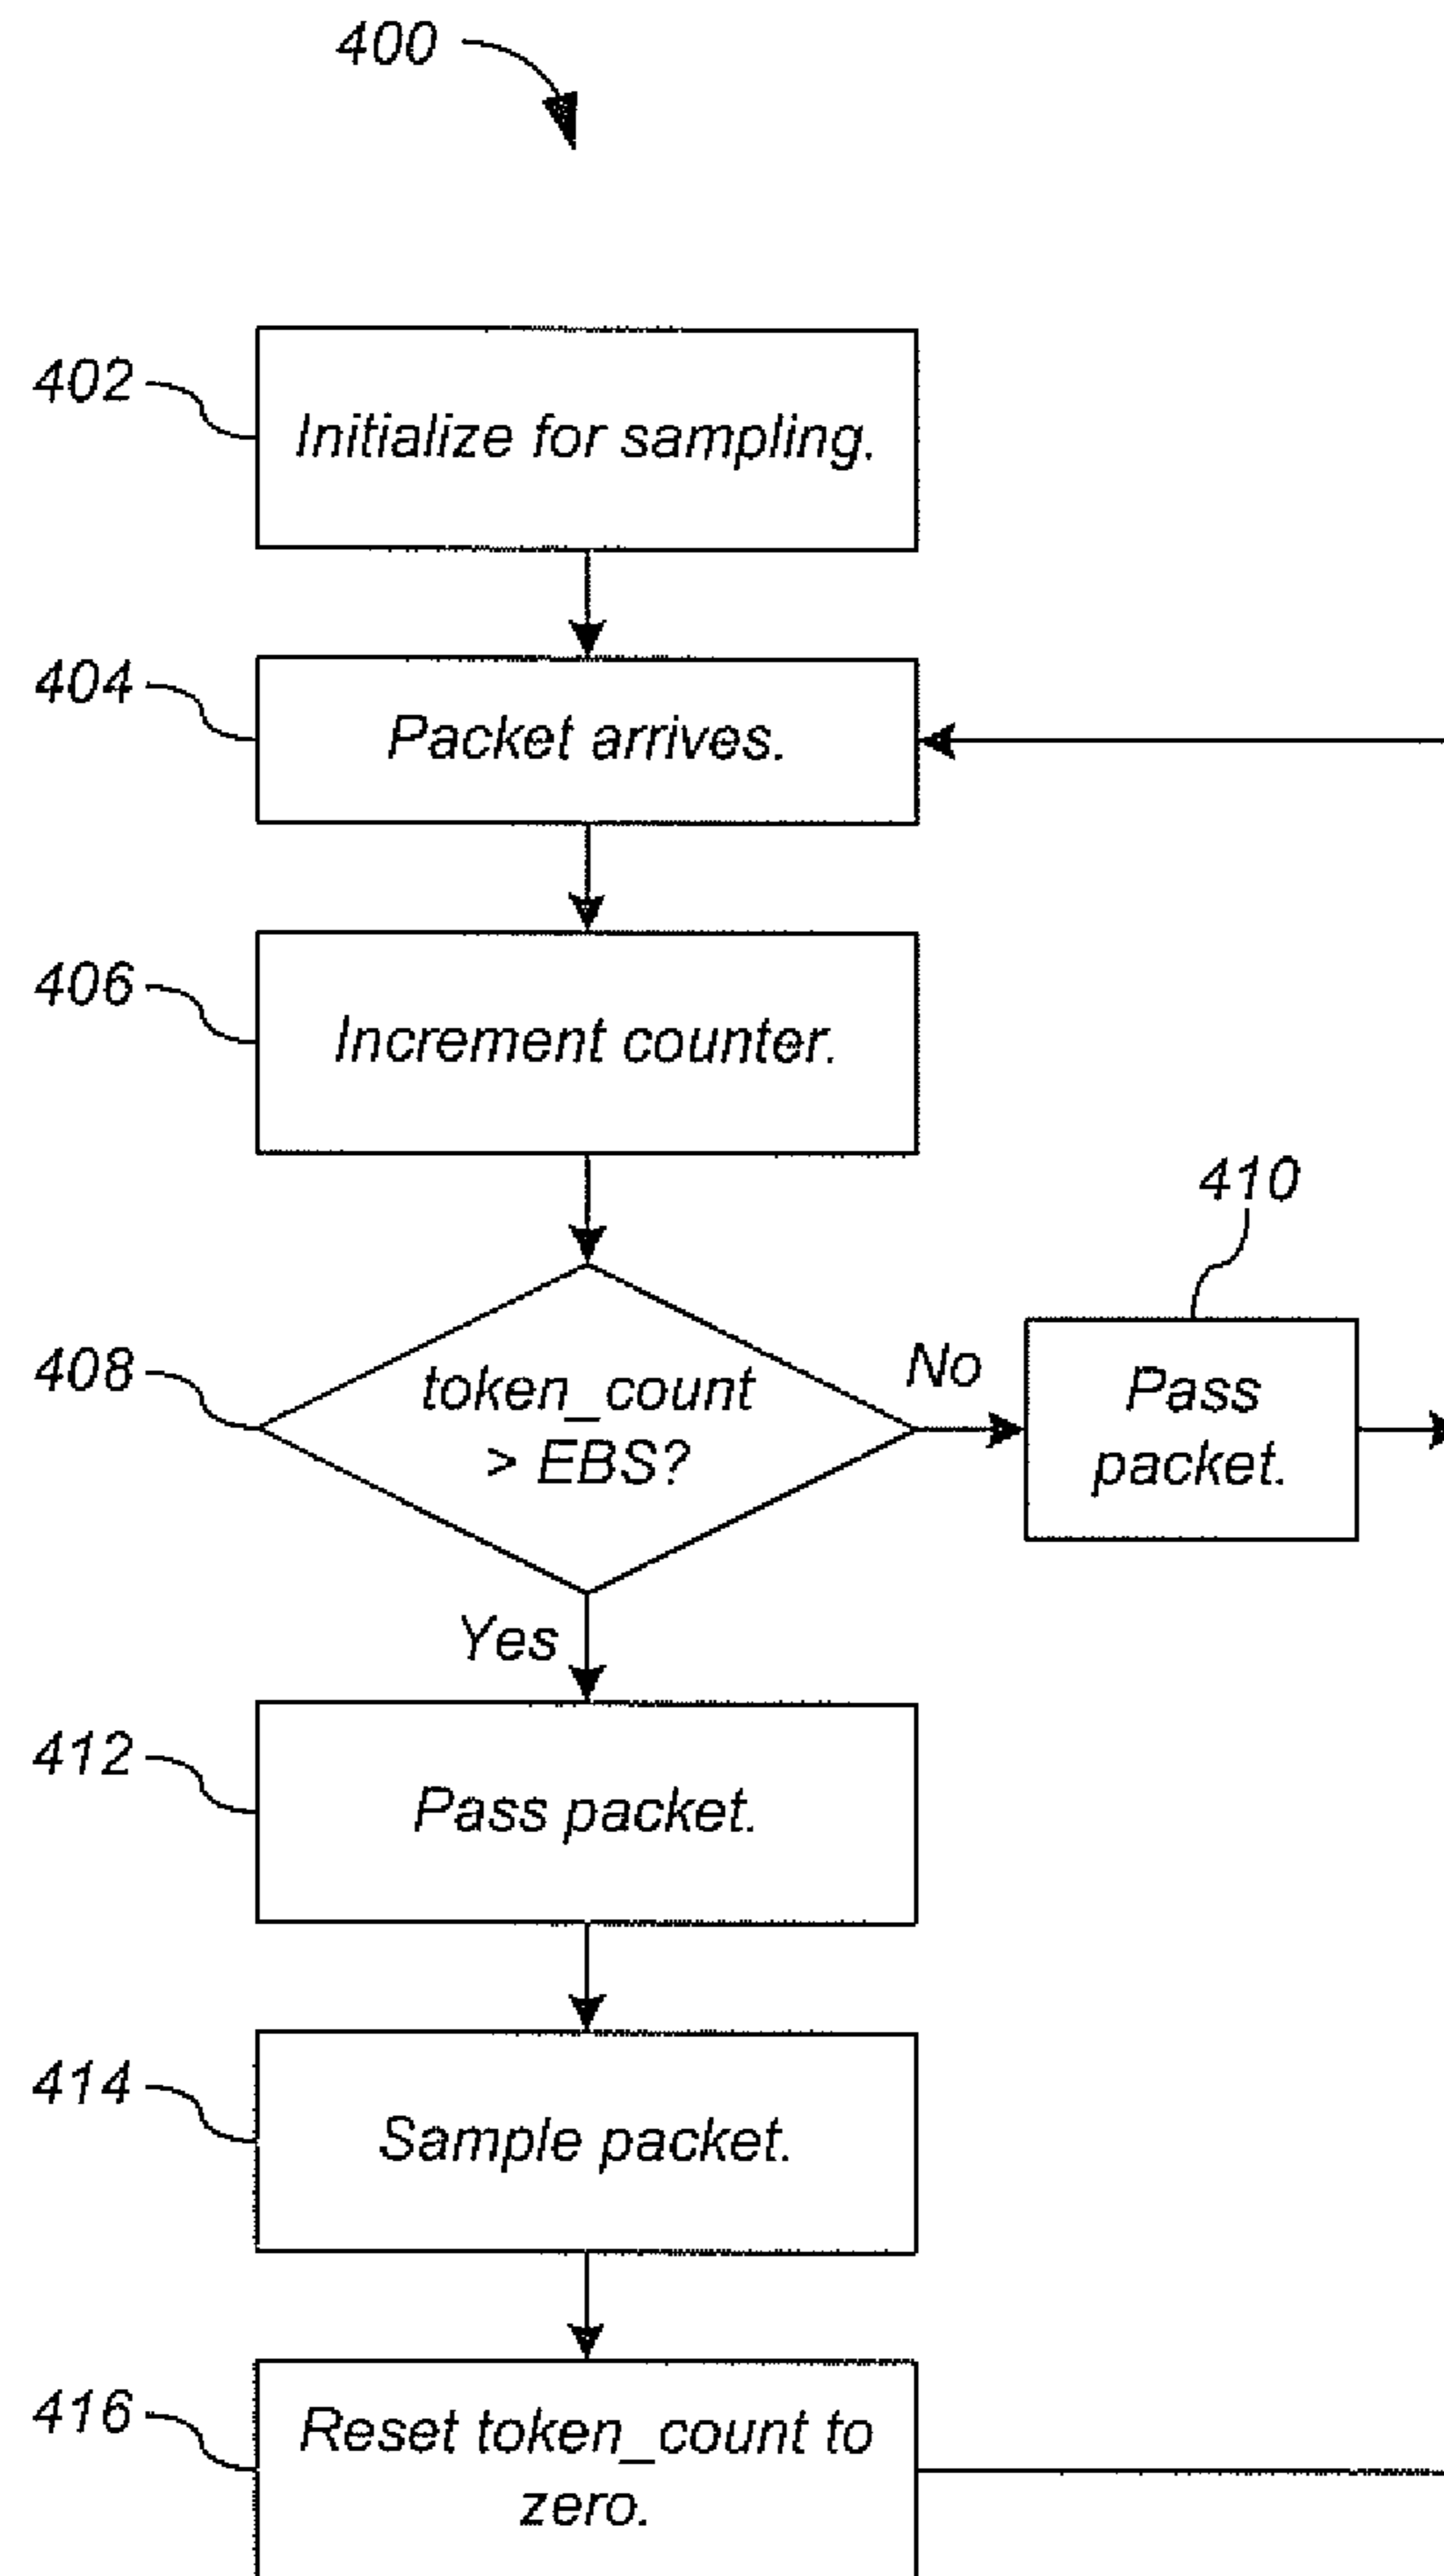 400
402
Initialize for sampling.
404
Packet arrives.
406
Increment counter.
410
408
token_count
> EBS?
No
Pass
packet.
Yes
412
Pass packet.
414
Sample packet.
416
Reset token_count to
zero.